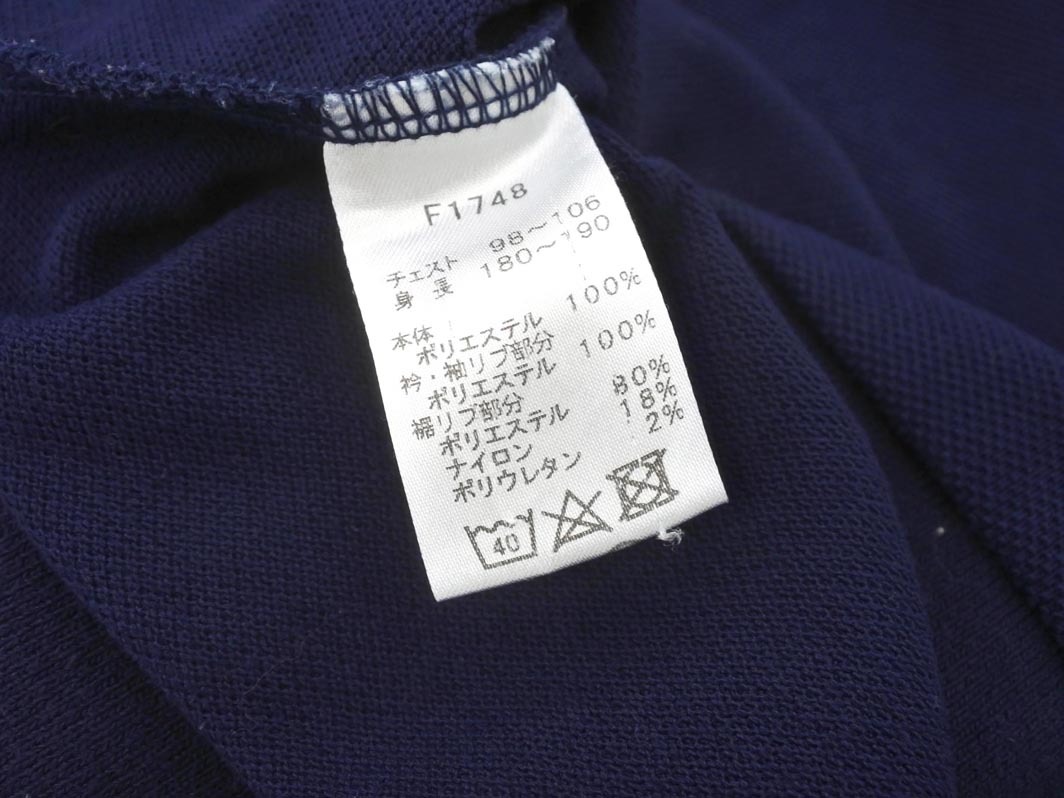 F1748
チェスト 98～106
身長 180～190
本体
ポリエステル 100%
衿・袖リブ部分
ポリエステル 100%
裾リブ部分
ポリエステル 80%
ナイロン 18%
ポリウレタン 2%
40